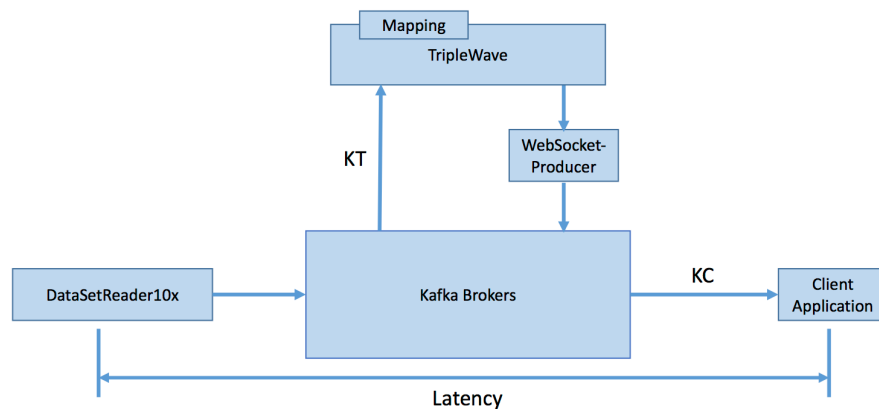 Mapping
TripleWave
WebSocket-
Producer
KT
Kafka Brokers
DataSetReader10x
KC
Client
Application
Latency